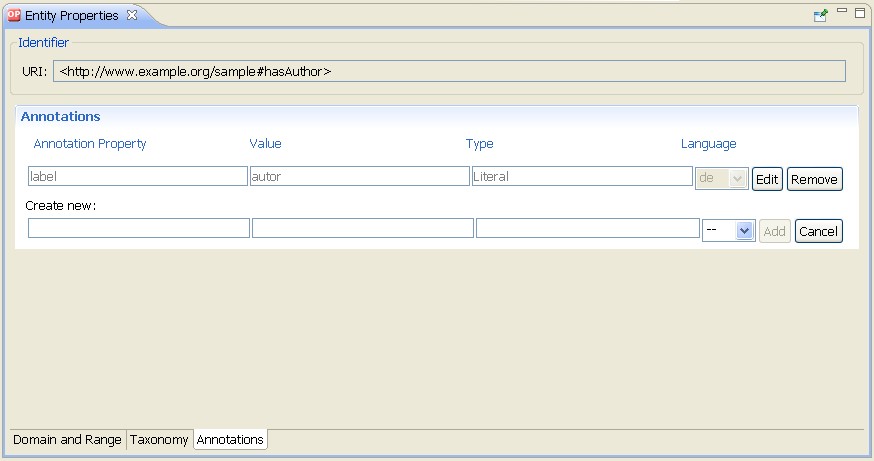 OP Entity Properties
Identifier
URI: <http://www.example.org/sample#hasAuthor>
Annotations
Annotation Property Value Type Language
label autor Literal de Edit Remove
Create new:
-- Add Cancel
Domain and Range Taxonomy Annotations